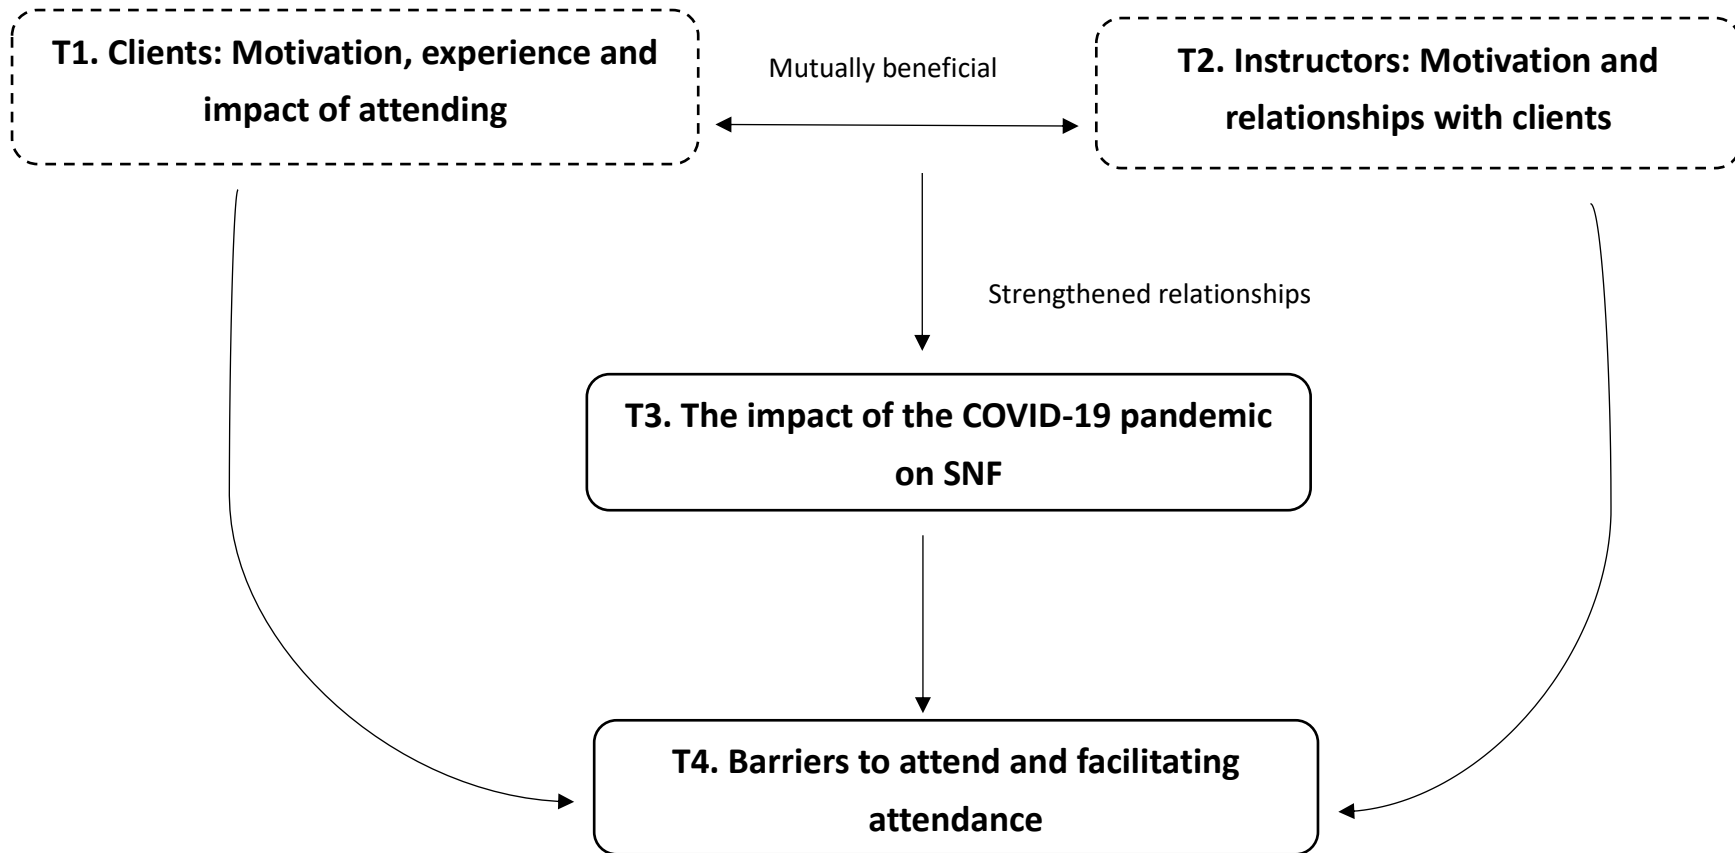 T1. Clients: Motivation, experience and
impact of attending
Mutually beneficial
T2. Instructors: Motivation and
relationships with clients
Strengthened relationships
T3. The impact of the COVID-19 pandemic
on SNF
T4. Barriers to attend and facilitating
attendance